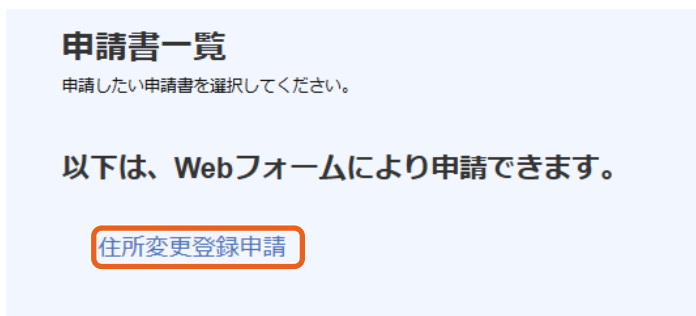 申請書一覧
申請したい申請書を選択してください。
以下は、Webフォームにより申請できます。
住所変更登録申請